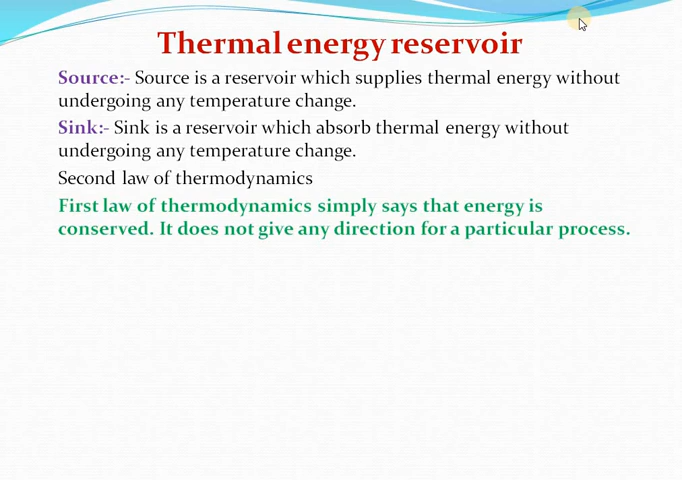 Thermal energy reservoir
Source:- Source is a reservoir which supplies thermal energy without
undergoing any temperature change.
Sink:- Sink is a reservoir which absorb thermal energy without
undergoing any temperature change.
Second law of thermodynamics
First law of thermodynamics simply says that energy is
conserved. It does not give any direction for a particular process.